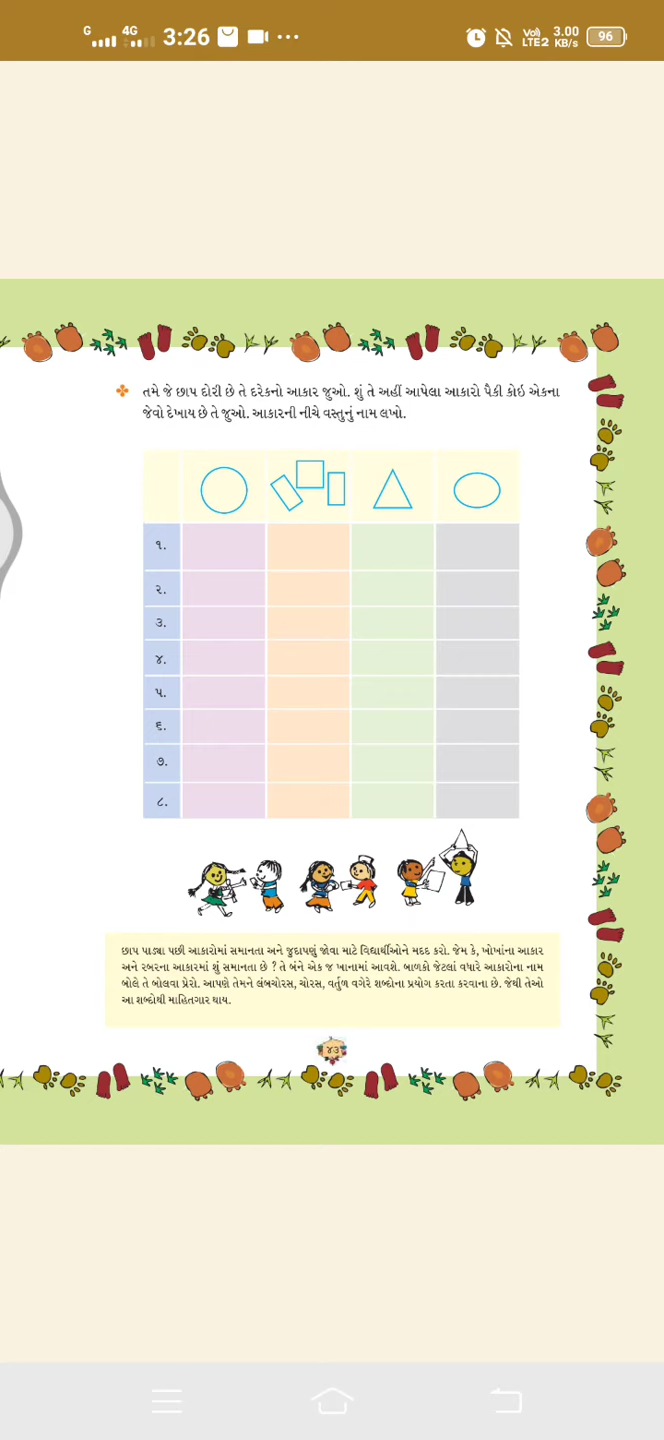 G 4G 3:26 Vo) LTE2 3.00 KB/s 96
તમે જે છાપ દોરી છે તે દરેકનો આકાર જુઓ. શું તે અહીં આપેલા આકારો પૈકી કોઇ એકના
જેવો દેખાય છે તે જુઓ. આકારની નીચે વસ્તુનું નામ લખો.
૧.
૨.
૩.
૪.
૫.
૬.
૭.
૮.
છાપ પાડ્યા પછી આકારોમાં સમાનતા અને જુદાપણું જોવા માટે વિદ્યાર્થીઓને મદદ કરો. જેમ કે, ખોખાંના આકાર
અને રબરના આકારમાં શું સમાનતા છે ? તે બંને એક જ ખાનામાં આવશે. બાળકો જેટલાં વધારે આકારોના નામ
બોલે તે બોલવા પ્રેરો. આપણે તેમને લંબચોરસ, ચોરસ, વર્તુળ વગેરે શબ્દોના પ્રયોગ કરતા કરવાના છે. જેથી તેઓ
આ શબ્દોથી માહિતગાર થાય.
૪૩